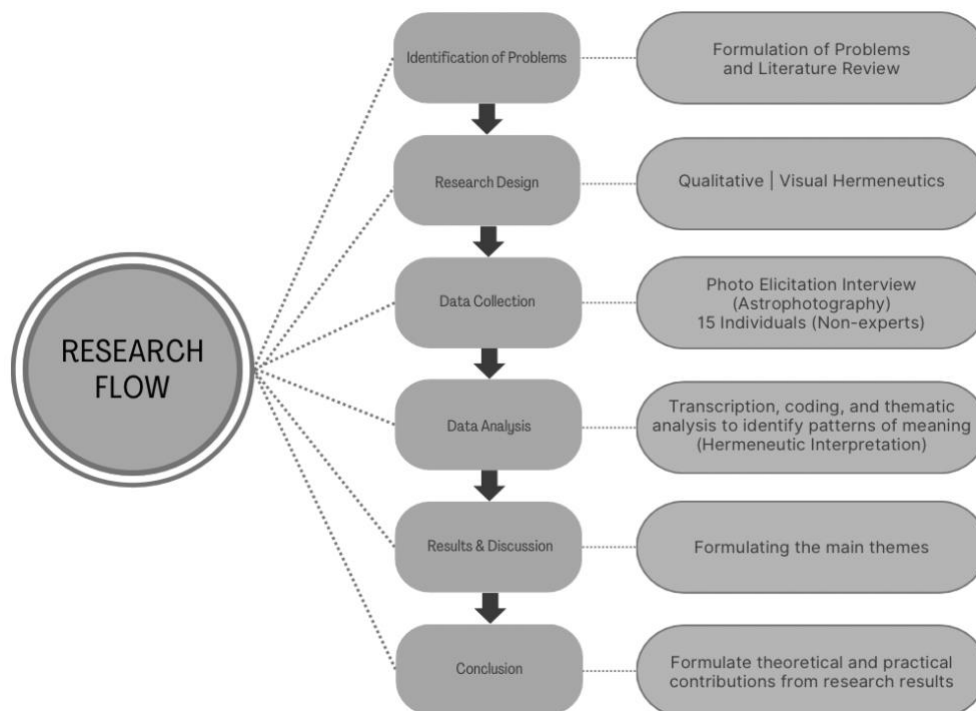 RESEARCH
FLOW
Identification of Problems
Formulation of Problems
and Literature Review
Research Design
Qualitative | Visual Hermeneutics
Data Collection
Photo Elicitation Interview
(Astrophotography)
15 Individuals (Non-experts)
Data Analysis
Transcription, coding, and thematic
analysis to identify patterns of meaning
(Hermeneutic Interpretation)
Results & Discussion
Formulating the main themes
Conclusion
Formulate theoretical and practical
contributions from research results